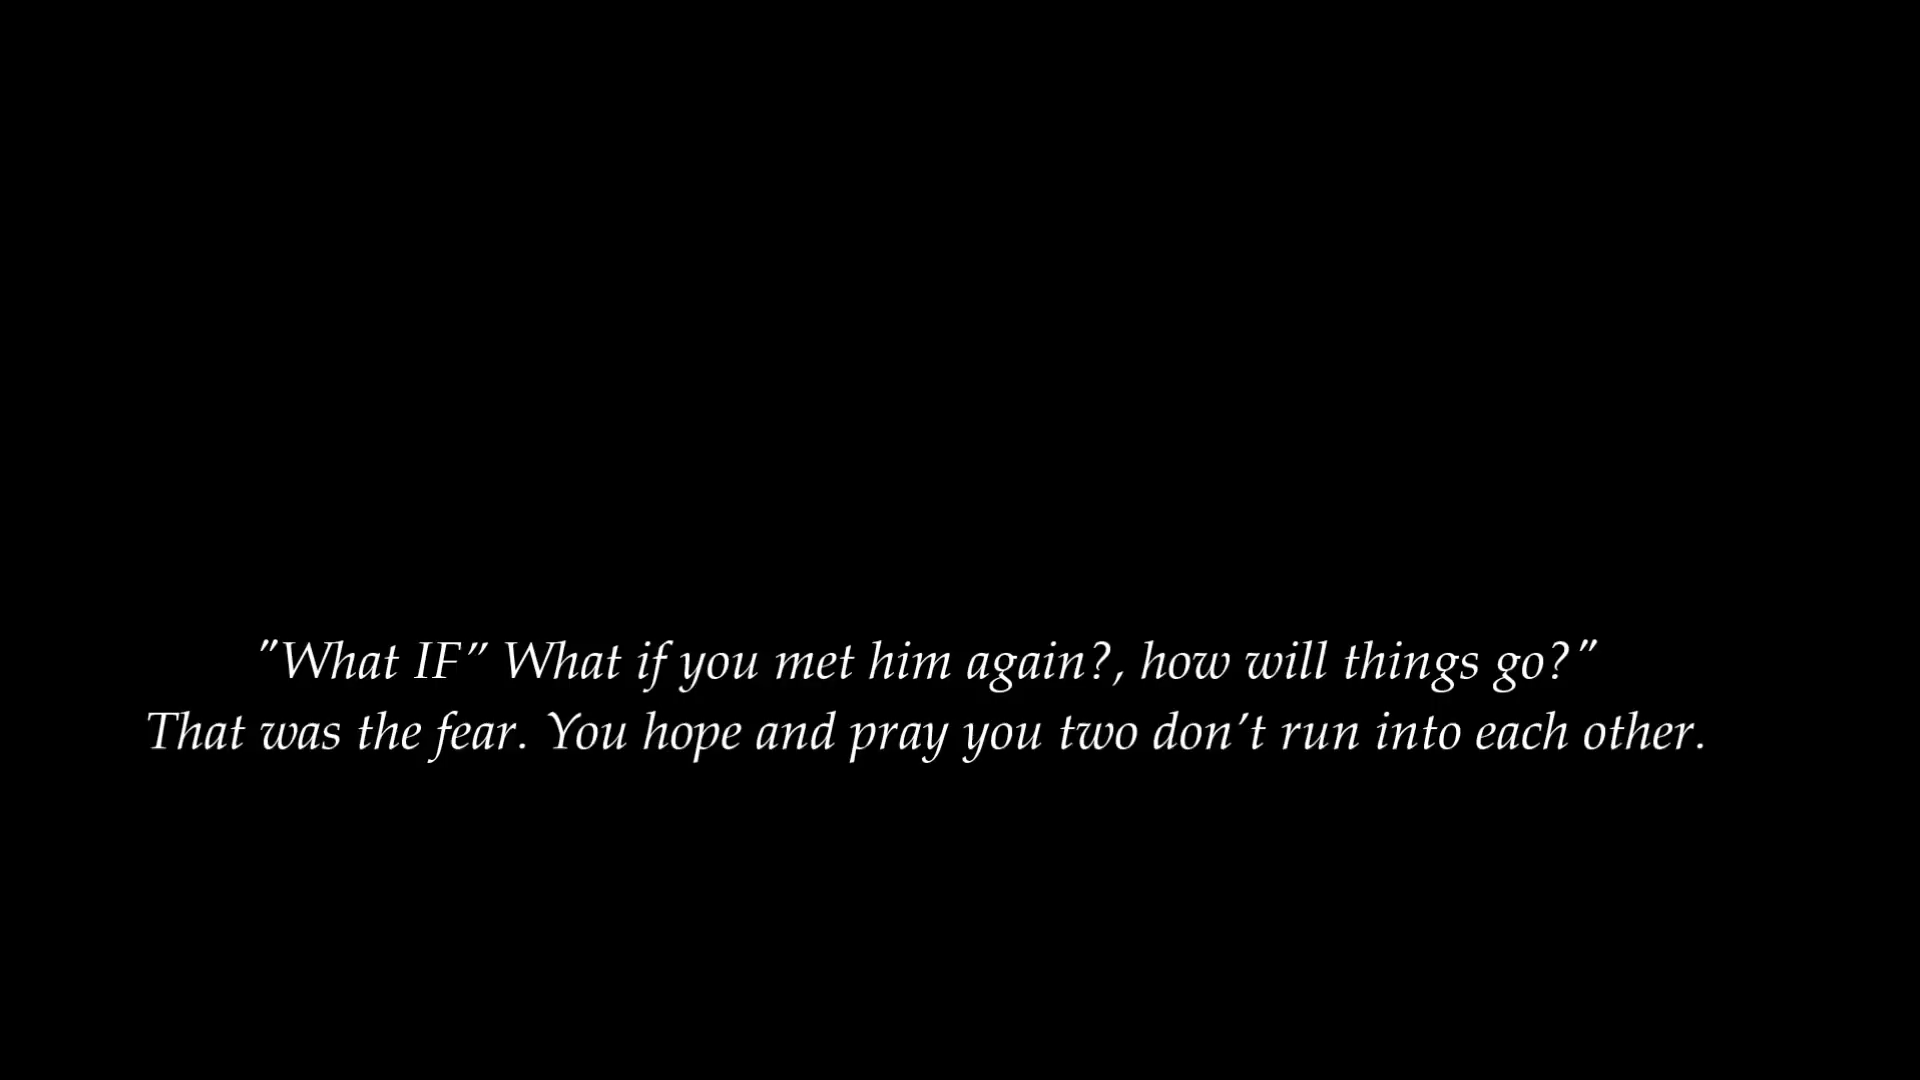 "What IF” What if you met him again?, how will things go?"
That was the fear. You hope and pray you two don’t run into each other.